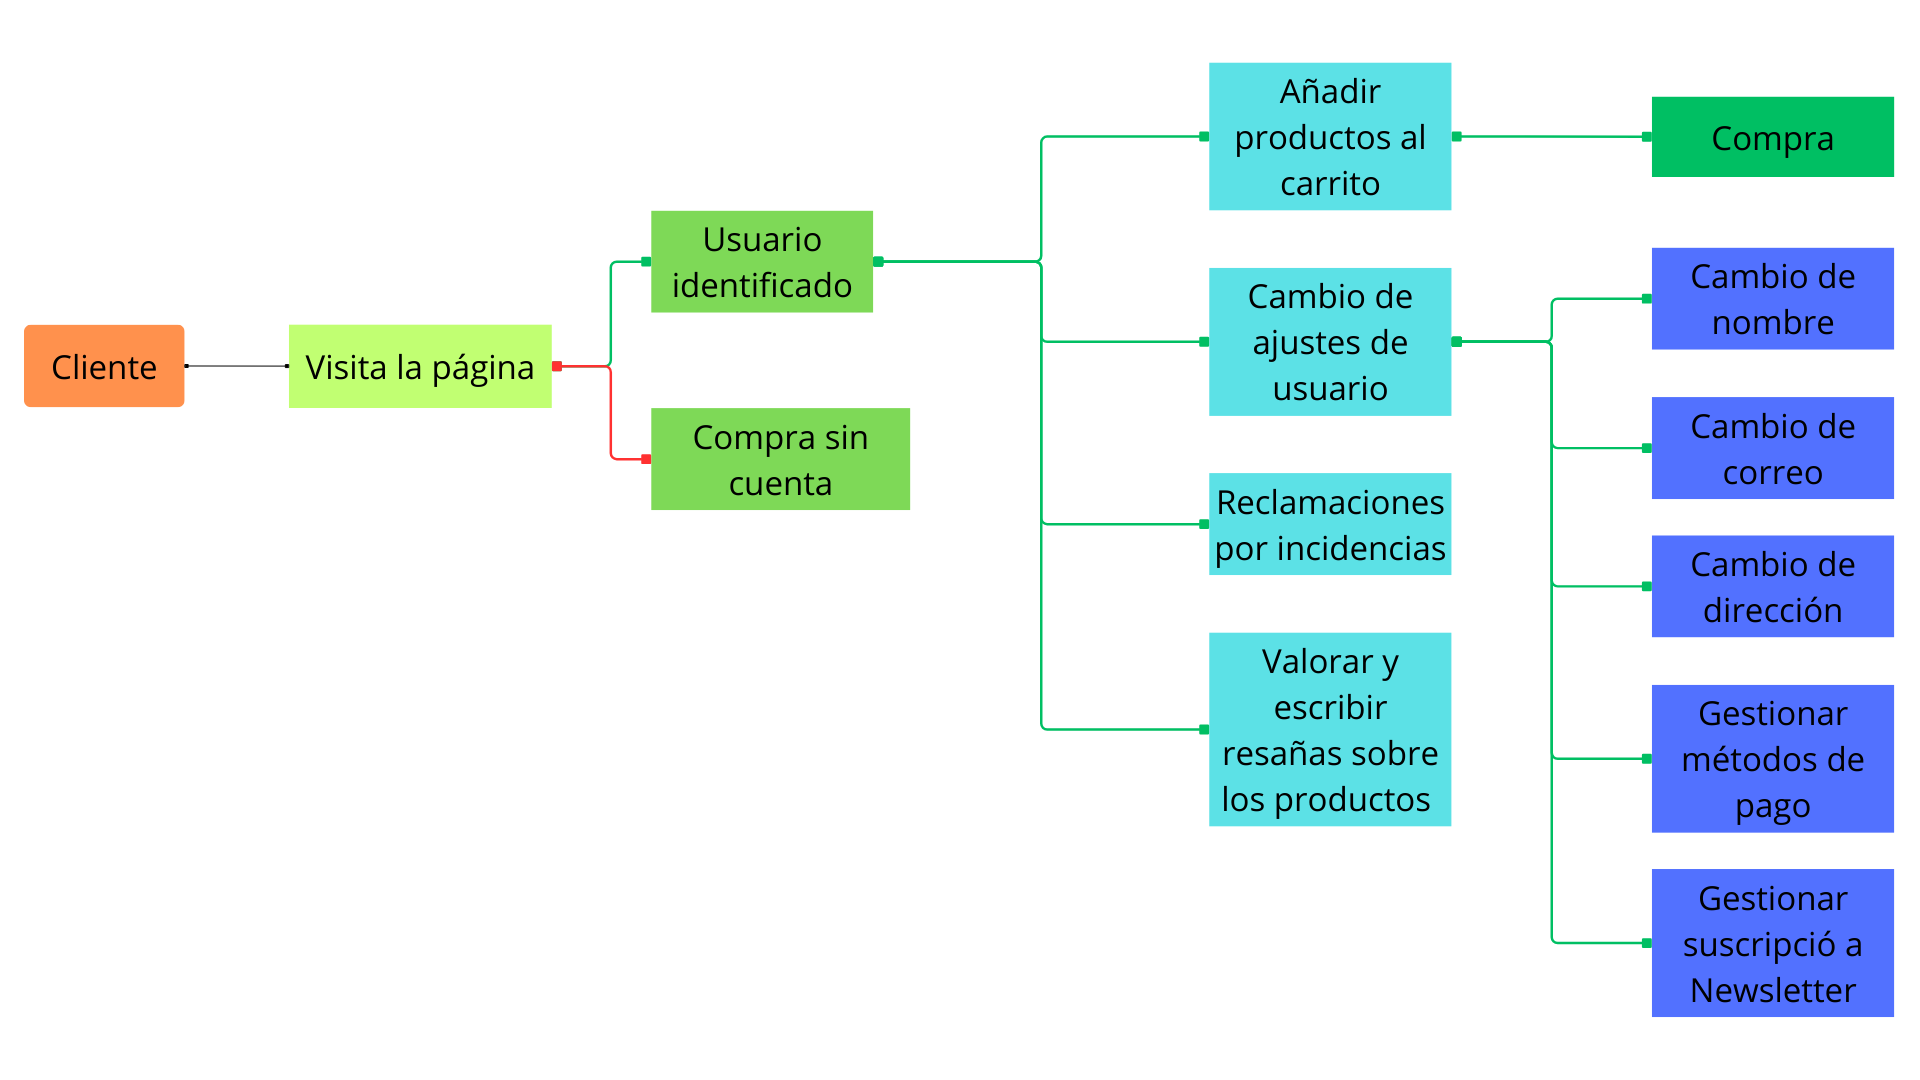 Cliente
Visita la página
Usuario
identificado
Compra sin
cuenta
Añadir
productos al
carrito
Cambio de
ajustes de
usuario
Reclamaciones
por incidencias
Valorar y
escribir
resañas sobre
los productos
Compra
Cambio de
nombre
Cambio de
correo
Cambio de
dirección
Gestionar
métodos de
pago
Gestionar
suscripció a
Newsletter